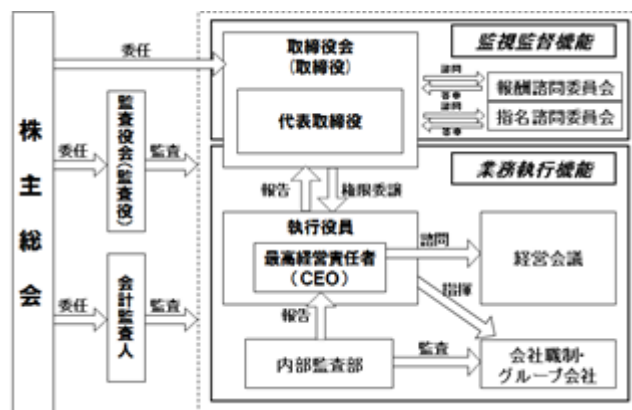 株主総会
委任
監査役会(監査役)
委任
監査
会計監査人
委任
監査
監視監督機能
取締役会
(取締役)
代表取締役
諮問
答申
報酬諮問委員会
諮問
答申
指名諮問委員会
業務執行機能
報告
権限委譲
執行役員
最高経営責任者
(CEO)
諮問
経営会議
指揮
報告
内部監査部
監査
会社職制・
グループ会社